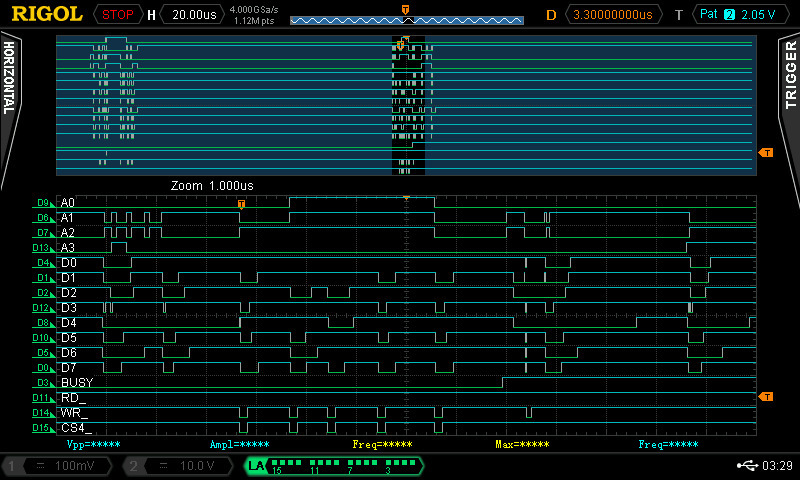 RIGOL STOP H 20.00us 4.000GSa/s 1.12Mpts T D 3.30000000us T Pat 2 2.05 V
HORIZONTAL
TRIGGER
T
T
Zoom 1.000us
D9 A0
T
D6 A1
D7 A2
D13 A3
D4 D0
D1 D1
D2 D2
D12 D3
D8 D4
D10 D5
D5 D6
D0 D7
D3 BUSY
D11 RD_
T
D14 WR_
D15 CS4_
Vpp=***** Ampl=***** Freq=***** Max=***** Freq=*****
1 100mV 2 10.0 V LA 15 11 7 3 03:29